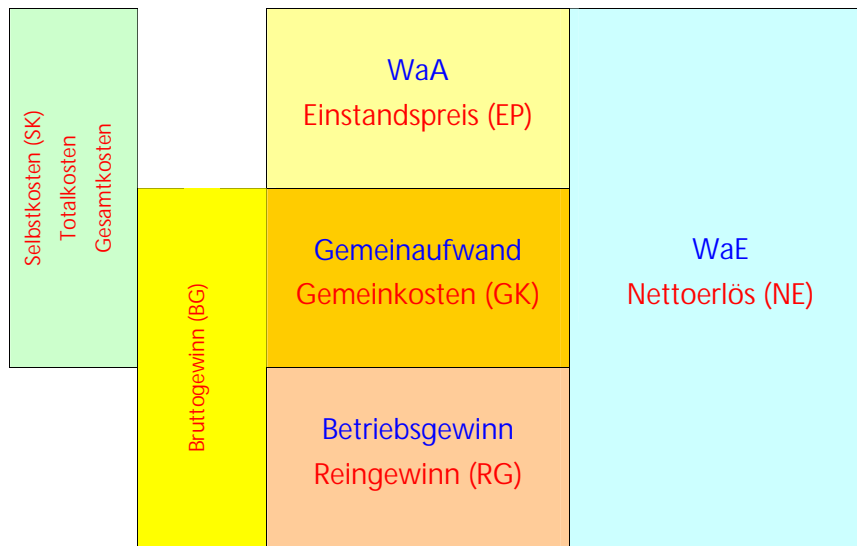 Selbstkosten (SK)
Totalkosten
Gesamtkosten
Bruttogewinn (BG)
WaA
Einstandspreis (EP)
Gemeinaufwand
Gemeinkosten (GK)
Betriebsgewinn
Reingewinn (RG)
WaE
Nettoerlös (NE)